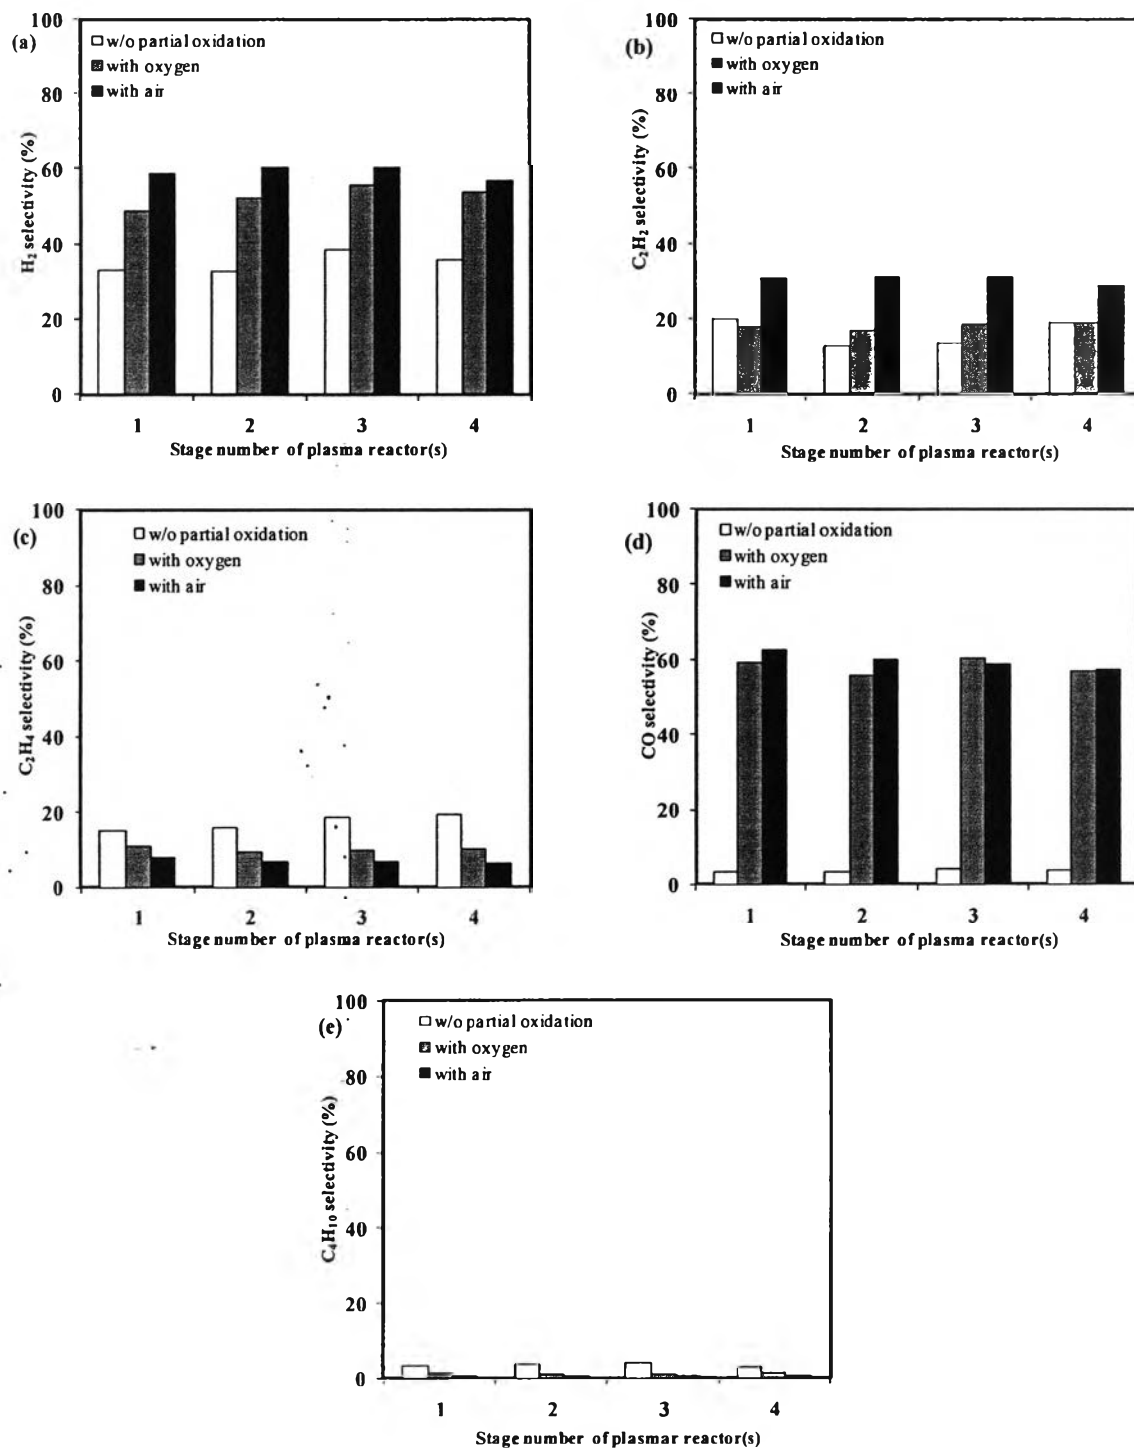 (a)
100
80
60
40
20
0
H₂ selectivity (%)
w/o partial oxidation
with oxygen
with air
1 2 3 4
Stage number of plasma reactor(s)
(b)
100
80
60
40
20
0
C₂H₂ selectivity (%)
w/o partial oxidation
with oxygen
with air
1 2 3 4
Stage number of plasma reactor(s)
(c)
100
80
60
40
20
0
C₂H₄ selectivity (%)
w/o partial oxidation
with oxygen
with air
1 2 3 4
Stage number of plasma reactor(s)
(d)
100
80
60
40
20
0
CO selectivity (%)
w/o partial oxidation
with oxygen
with air
1 2 3 4
Stage number of plasma reactor(s)
(e)
100
80
60
40
20
0
C₄H₁₀ selectivity (%)
w/o partial oxidation
with oxygen
with air
1 2 3 4
Stage number of plasmar reactor(s)